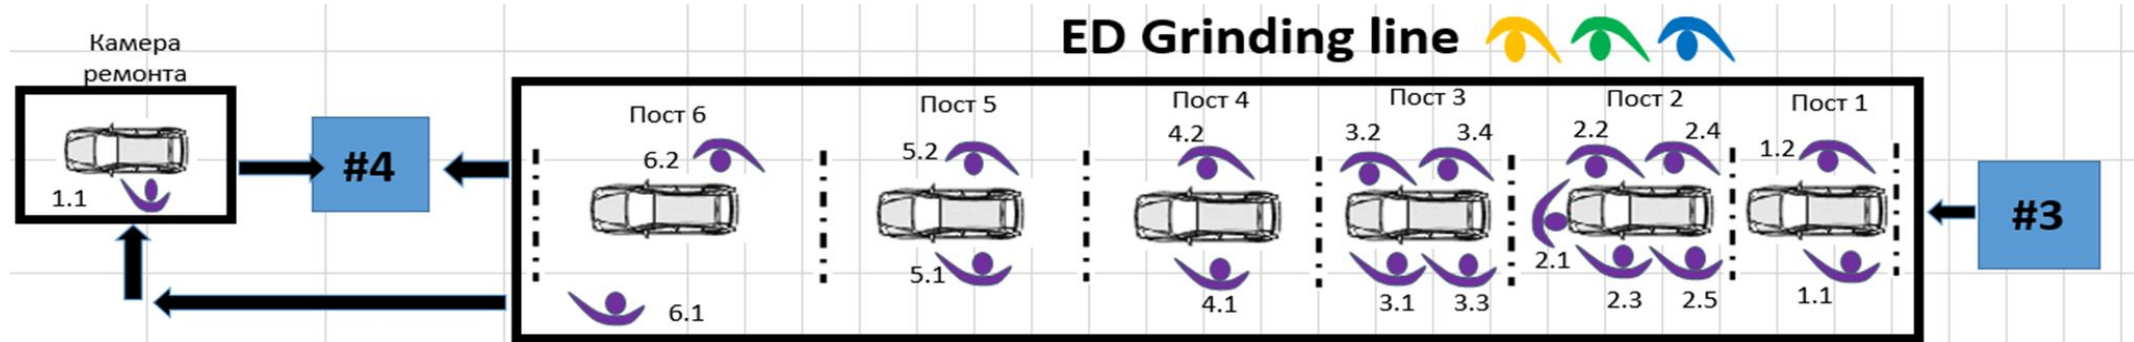 ED Grinding line
Камера
ремонта
1.1
#4
Пост 6
6.2
6.1
Пост 5
5.2
5.1
Пост 4
4.2
4.1
Пост 3
3.2 3.4
3.1 3.3
Пост 2
2.2 2.4
2.1
2.3 2.5
Пост 1
1.2
1.1
#3